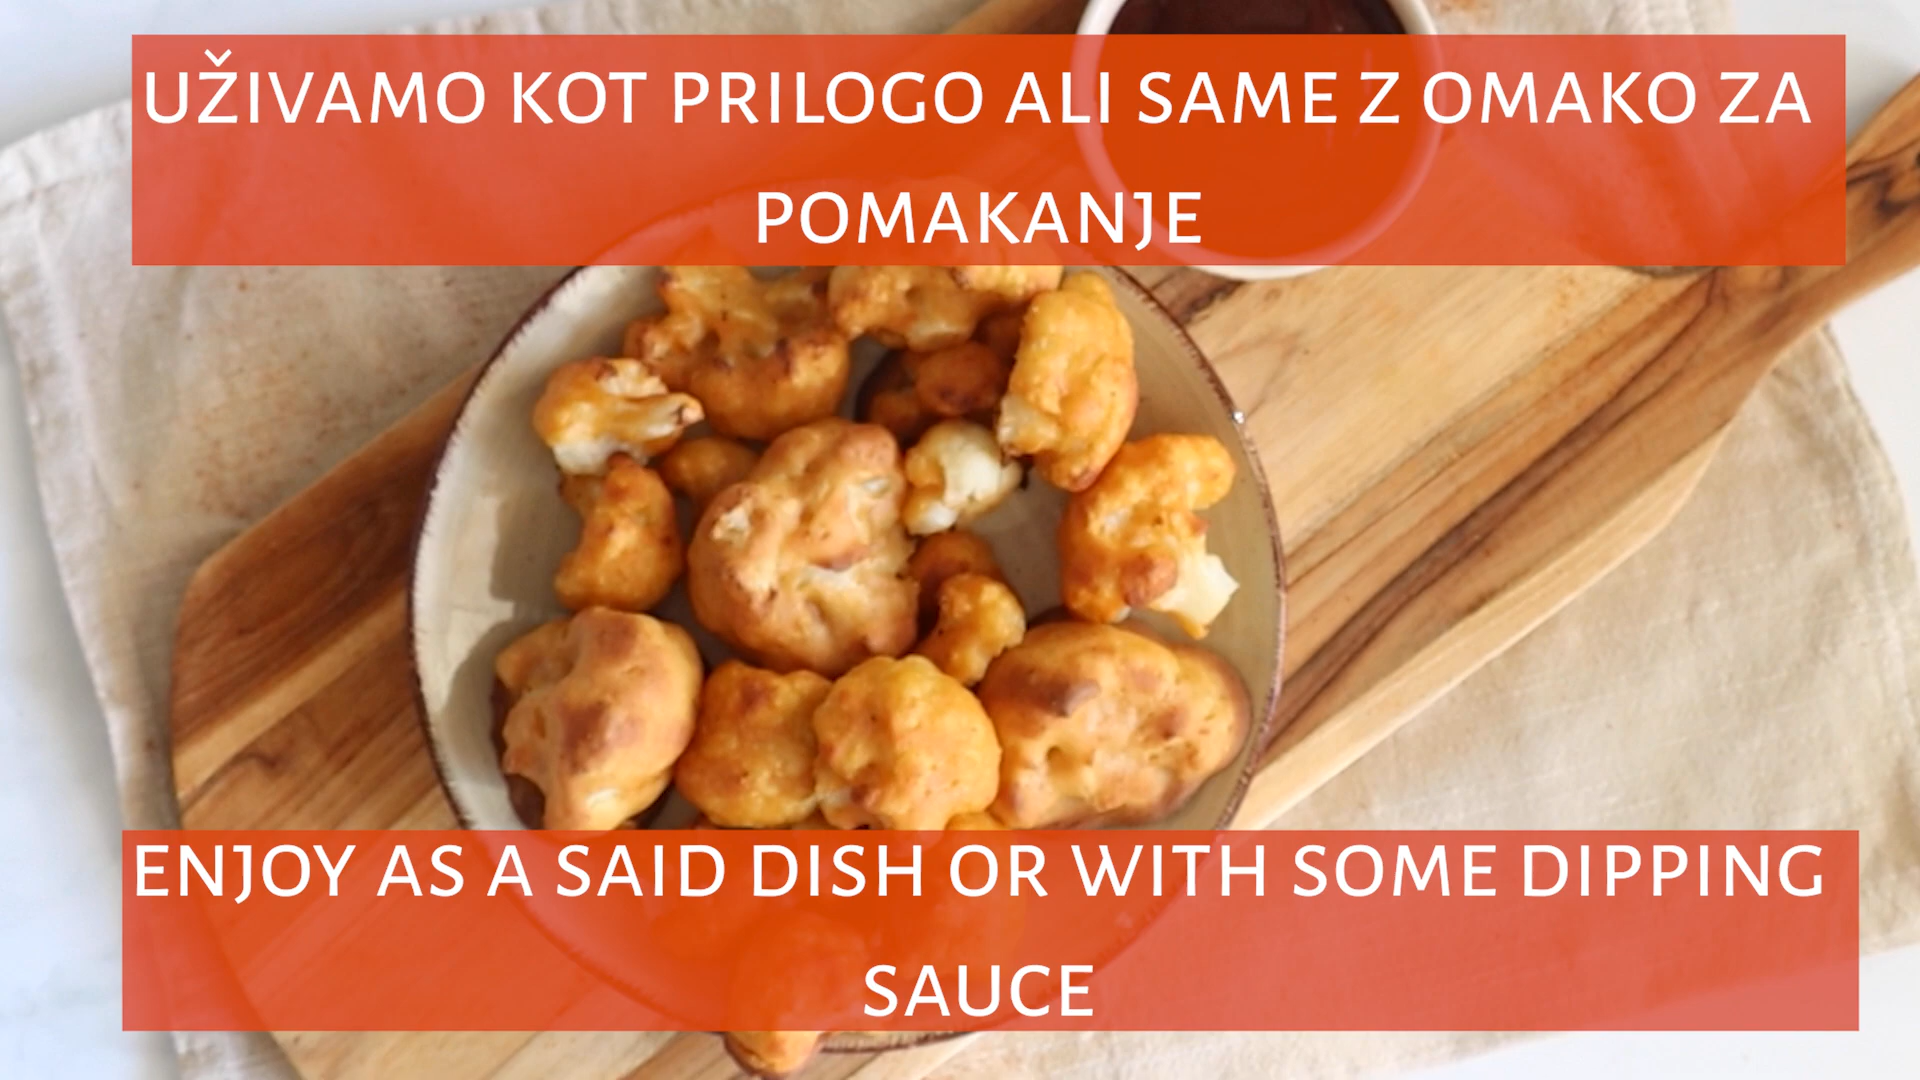 UŽIVAMO KOT PRILOGO ALI SAME Z OMAKO ZA
POMAKANJE
ENJOY AS A SAID DISH OR WITH SOME DIPPING
SAUCE